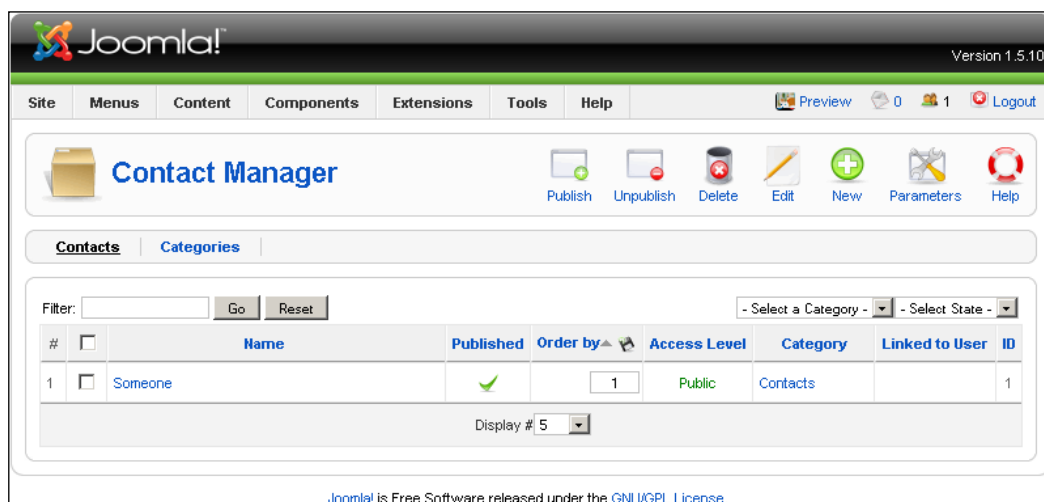 Joomla!
Version 1.5.10
Site Menus Content Components Extensions Tools Help Preview 0 1 Logout
Contact Manager
Publish Unpublish Delete Edit New Parameters Help
Contacts Categories
Filter: Go Reset - Select a Category - - Select State -
# Name Published Order by Access Level Category Linked to User ID
1 Someone 1 Public Contacts 1
Display # 5
Joomla! is Free Software released under the GNU/GPL License